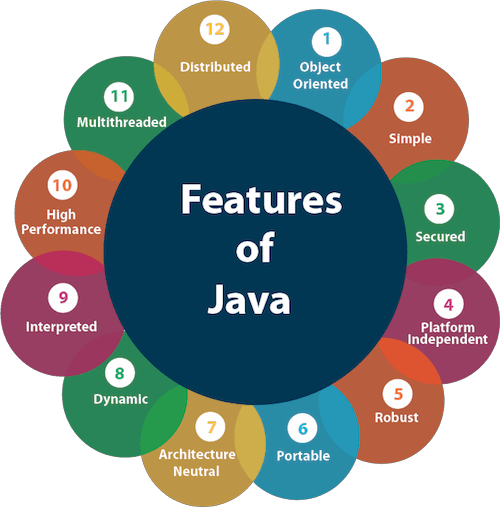 Features
of
Java
1
Object
Oriented
2
Simple
3
Secured
4
Platform
Independent
5
Robust
6
Portable
7
Architecture
Neutral
8
Dynamic
9
Interpreted
10
High
Performance
11
Multithreaded
12
Distributed